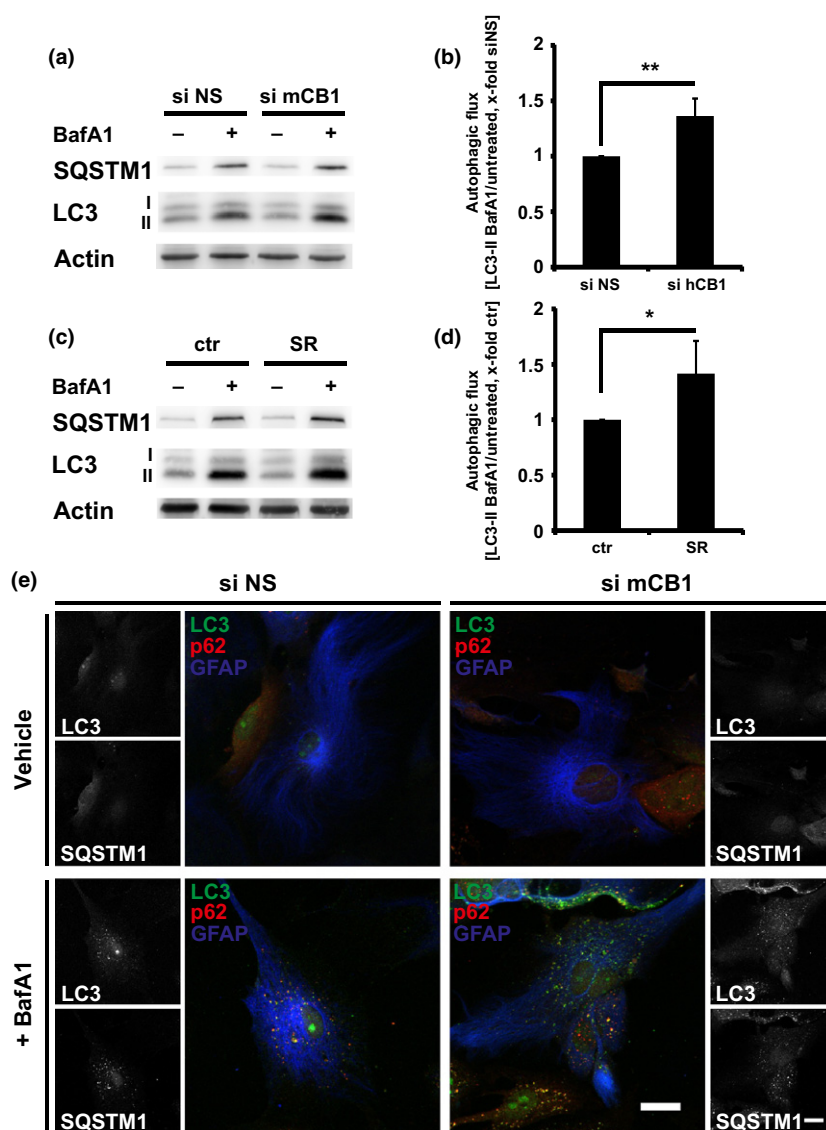 (a)
si NS si mCB1
BafA1 – + – +
SQSTM1
LC3 I
II
Actin
(b)
Autophagic flux
[LC3-II BafA1/untreated, x-fold siNS]
2
1.5
1
0.5
0
**
si NS si hCB1
(c)
ctr SR
BafA1 – + – +
SQSTM1
LC3 I
II
Actin
(d)
Autophagic flux
[LC3-II BafA1/untreated, x-fold ctr]
2
1.5
1
0.5
0
*
ctr SR
(e)
si NS si mCB1
Vehicle
LC3
SQSTM1
LC3
p62
GFAP
LC3
p62
GFAP
LC3
SQSTM1
+ BafA1
LC3
SQSTM1
LC3
p62
GFAP
LC3
p62
GFAP
LC3
SQSTM1